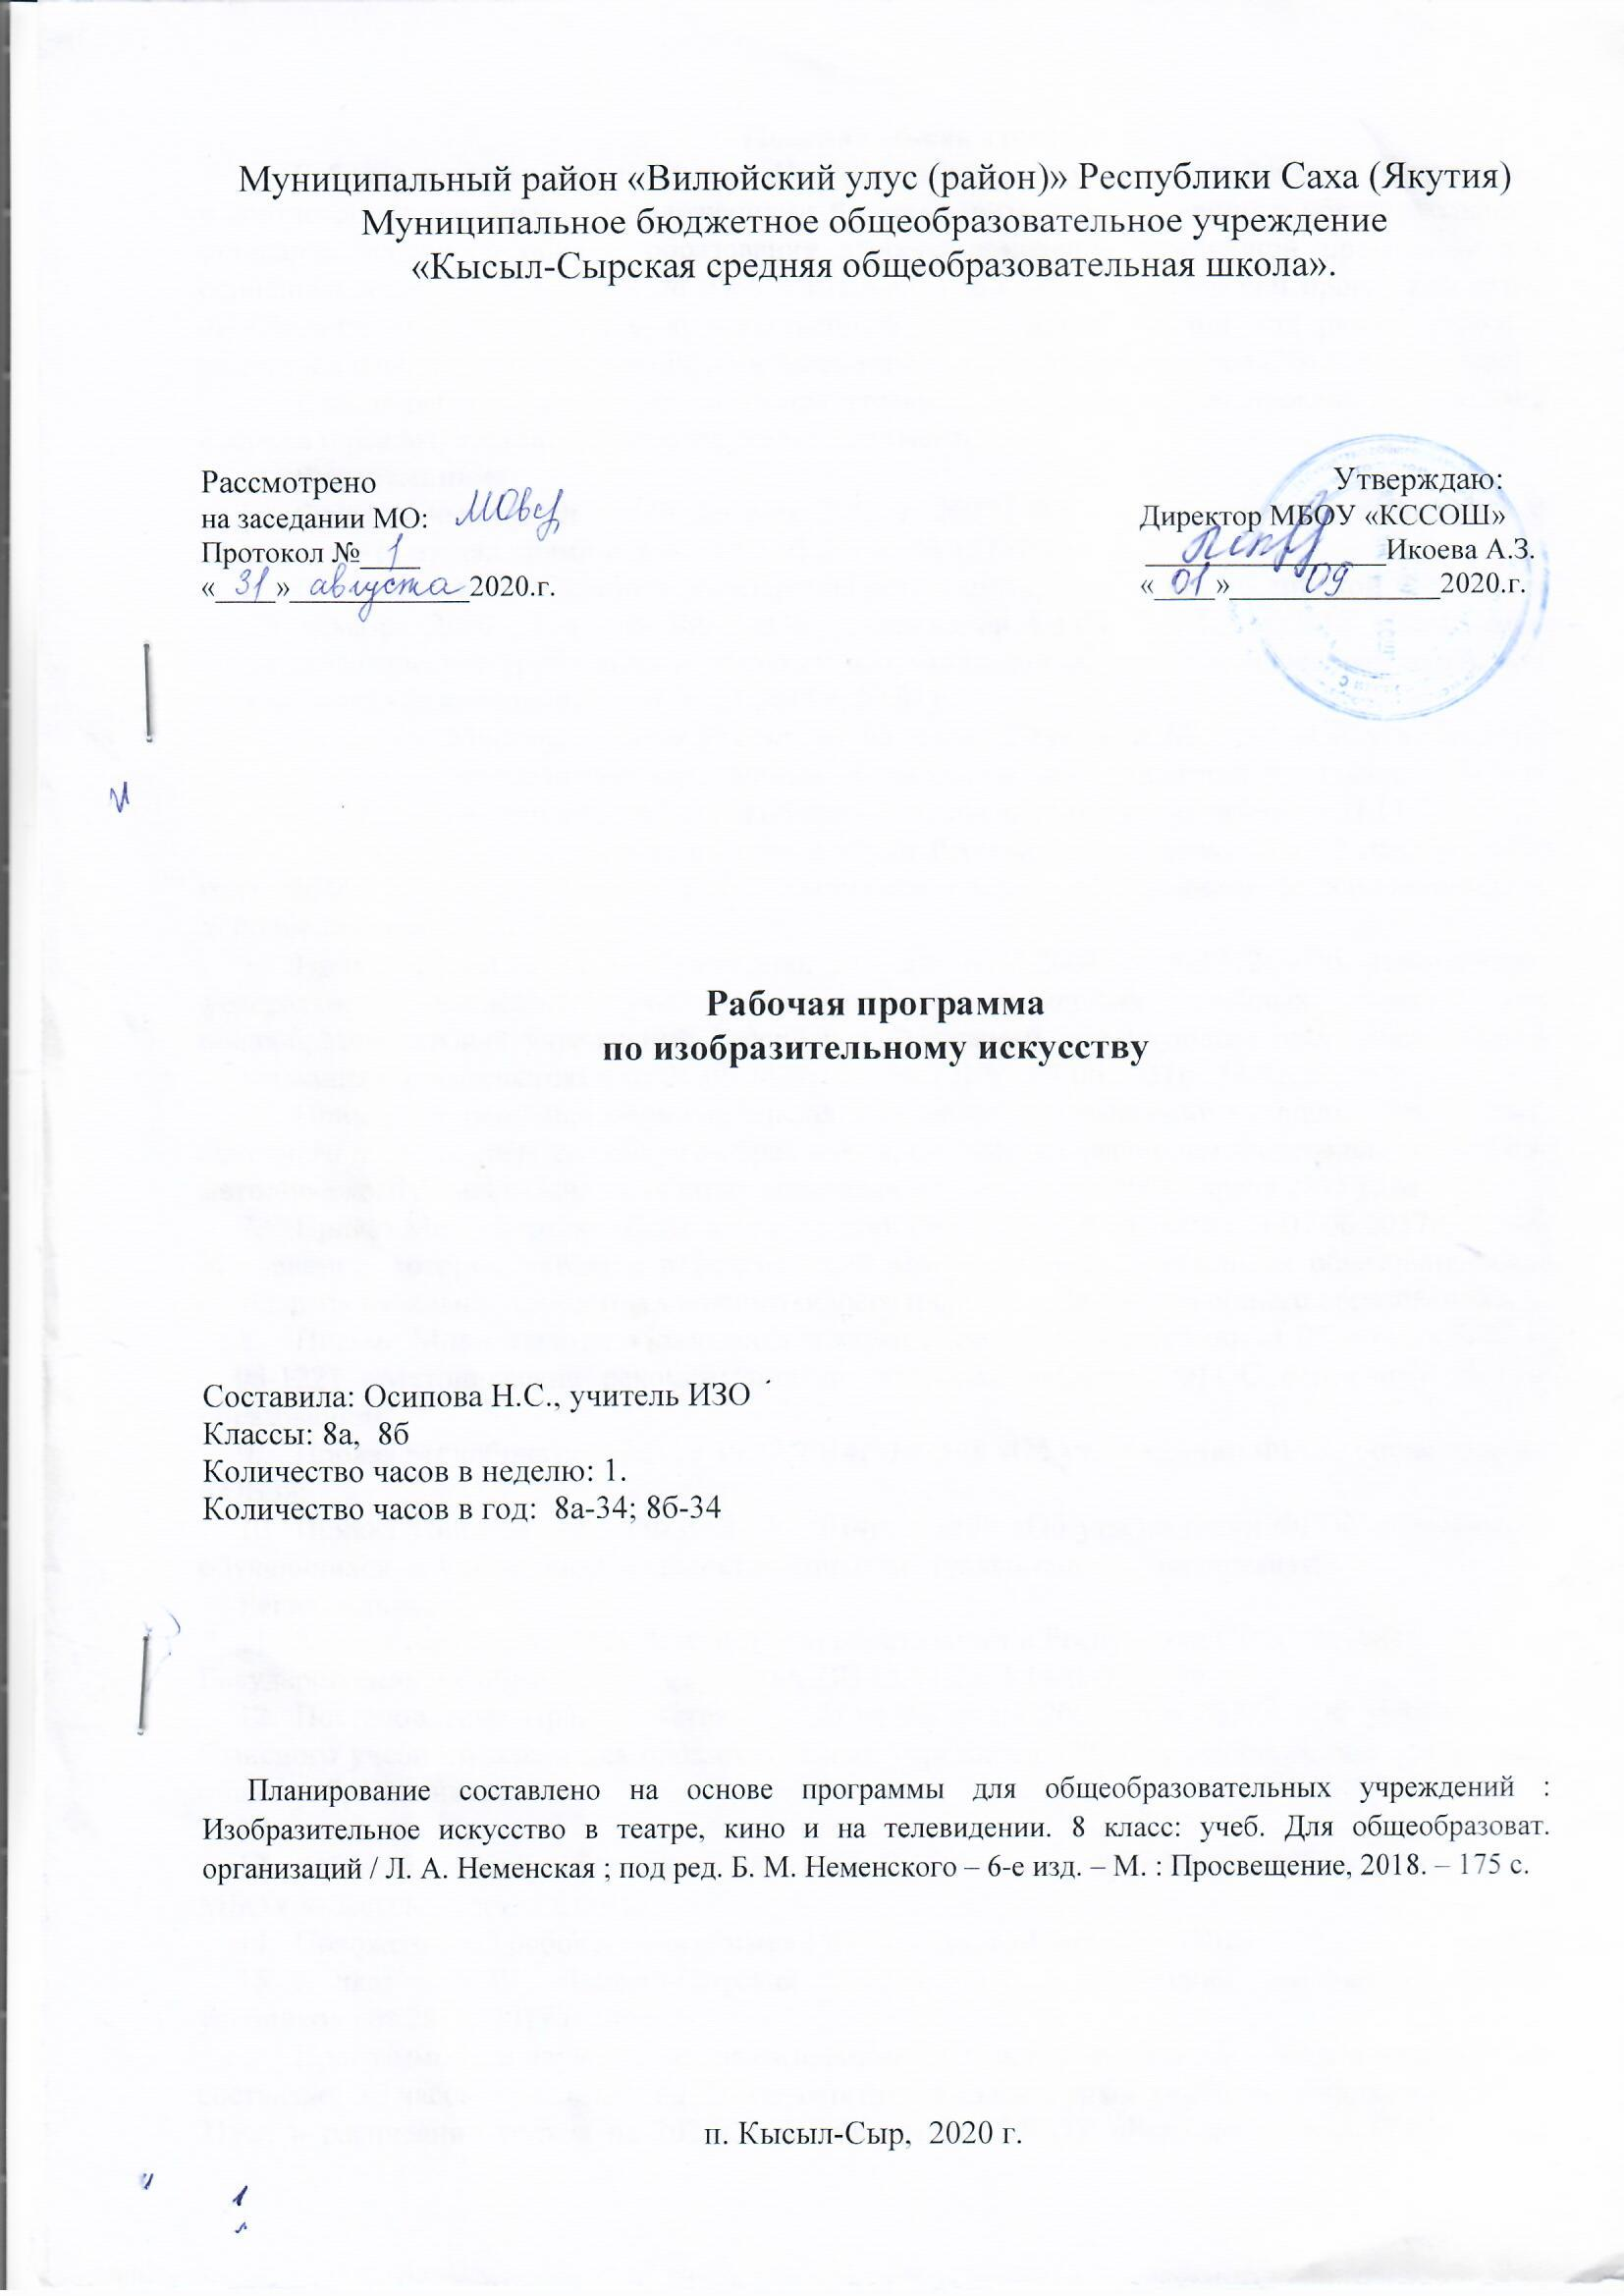 Муниципальный район «Вилюйский улус (район)» Республики Саха (Якутия)
Муниципальное бюджетное общеобразовательное учреждение
«Кысыл-Сырская средняя общеобразовательная школа».
Рассмотрено
на заседании МО:
Протокол № 1
« 31 » августа 2020.г.
Утверждаю:
Директор МБОУ «КССОШ»
Икоева А.З.
« 01 » 09 2020.г.
Рабочая программа
по изобразительному искусству
Составила: Осипова Н.С., учитель ИЗО
Классы: 8а, 8б
Количество часов в неделю: 1.
Количество часов в год: 8а-34; 8б-34
Планирование составлено на основе программы для общеобразовательных учреждений :
Изобразительное искусство в театре, кино и на телевидении. 8 класс: учеб. Для общеобразоват.
организаций / Л. А. Неменская ; под ред. Б. М. Неменского – 6-е изд. – М. : Просвещение, 2018. – 175 с.
п. Кысыл-Сыр, 2020 г.